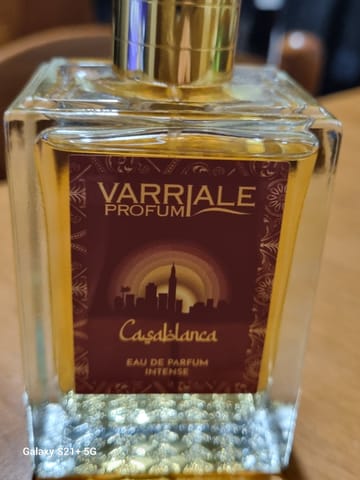 VARRIALE
PROFUMI
Casablanca
EAU DE PARFUM
INTENSE
Galaxy S21+ 5G